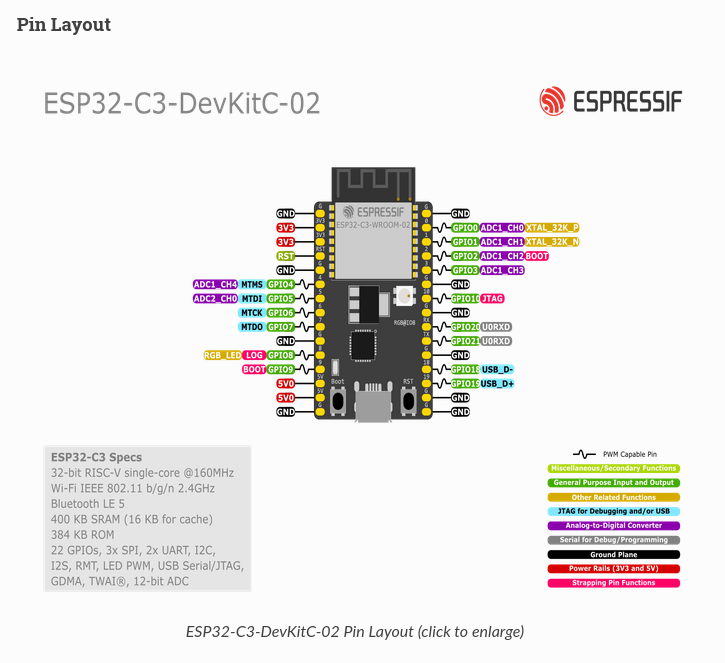 Pin Layout
ESP32-C3-DevKitC-02
ESPRESSIF
ESPRESSIF
ESP32-C3-WROOM-02
GND GND
3V3 GPIO0 ADC1_CH0 XTAL_32K_P
3V3 GPIO1 ADC1_CH1 XTAL_32K_N
RST GPIO2 ADC1_CH2 BOOT
GND GPIO3 ADC1_CH3
ADC1_CH4 MTMS GPIO4 GND
ADC2_CH0 MTDI GPIO5 GPIO10 JTAG
MTCK GPIO6 GND
RGB@IO8
MTDO GPIO7 GPIO20 U0RXD
GND GPIO21 U0RXD
RGB_LED LOG GPIO8 GND
BOOT GPIO9 GPIO18 USB_D-
5V0 GPIO19 USB_D+
Boot RST
5V0 GND
GND GND
ESP32-C3 Specs
32-bit RISC-V single-core @160MHz
Wi-Fi IEEE 802.11 b/g/n 2.4GHz
Bluetooth LE 5
400 KB SRAM (16 KB for cache)
384 KB ROM
22 GPIOs, 3x SPI, 2x UART, I2C,
I2S, RMT, LED PWM, USB Serial/JTAG,
GDMA, TWAI®, 12-bit ADC
PWM Capable Pin
Miscellaneous/Secondary Functions
General Purpose Input and Output
Other Related Functions
JTAG for Debugging and/or USB
Analog-to-Digital Converter
Serial for Debug/Programming
Ground Plane
Power Rails (3V3 and 5V)
Strapping Pin Functions
ESP32-C3-DevKitC-02 Pin Layout (click to enlarge)